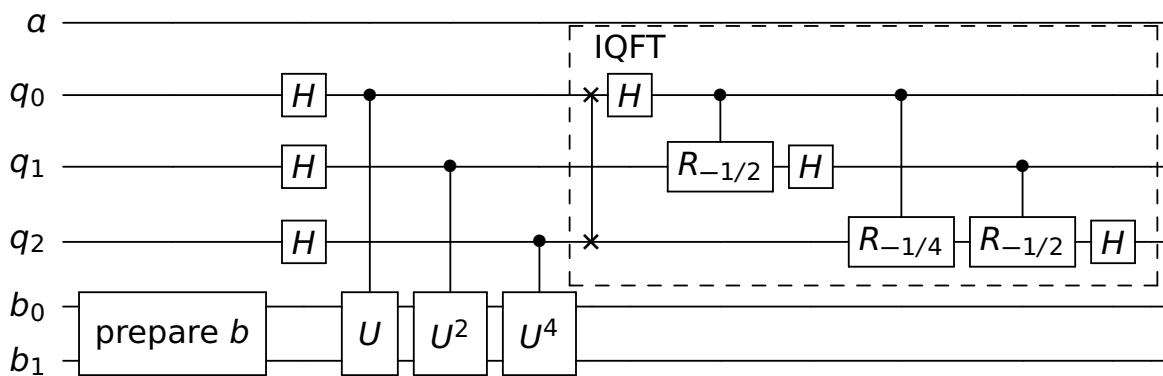 a
IQFT
q₀ H H
q₁ H R₋₁/₂ H
q₂ H R₋₁/₄ R₋₁/₂ H
b₀
prepare b U U² U⁴
b₁